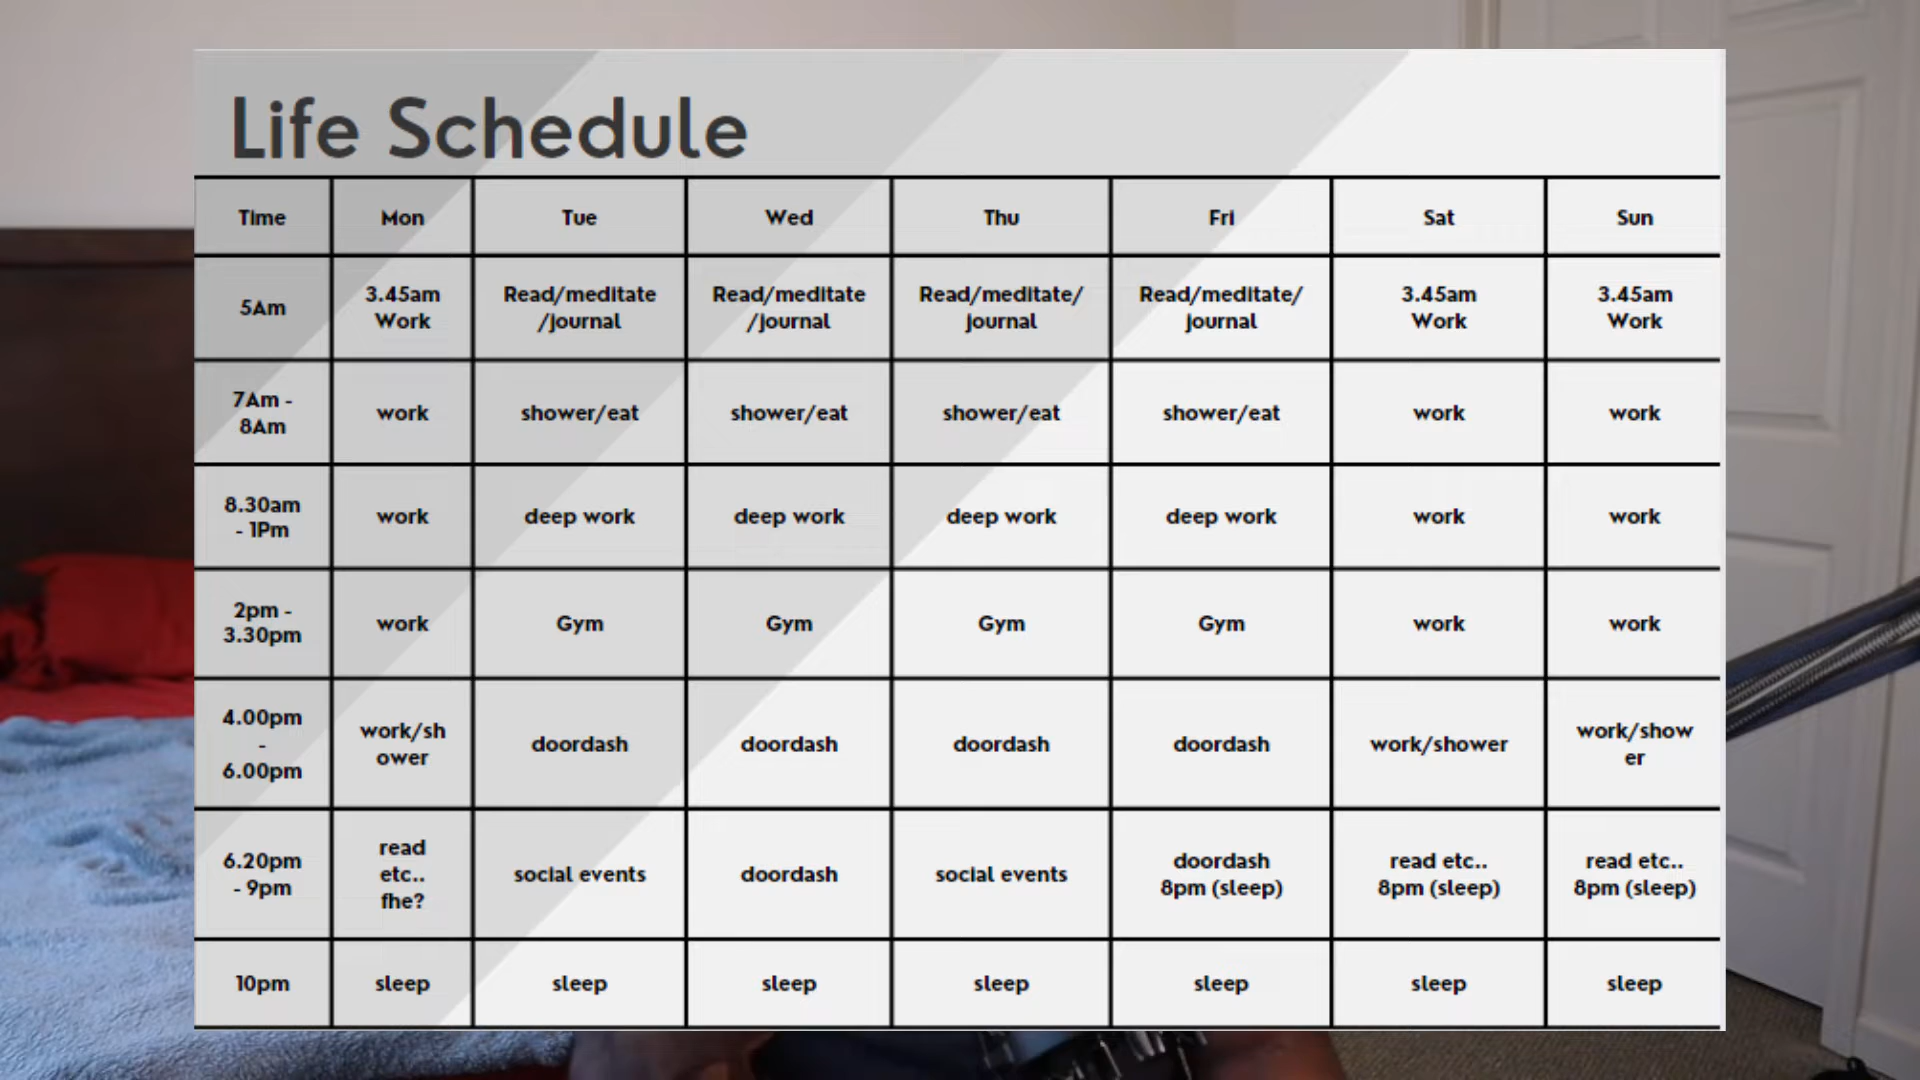 Life Schedule
Time Mon Tue Wed Thu Fri Sat Sun
5Am 3.45am Work Read/meditate /journal Read/meditate /journal Read/meditate/ journal Read/meditate/ journal 3.45am Work 3.45am Work
7Am - 8Am work shower/eat shower/eat shower/eat shower/eat work work
8.30am - 1Pm work deep work deep work deep work deep work work work
2pm - 3.30pm work Gym Gym Gym Gym work work
4.00pm - 6.00pm work/sh ower doordash doordash doordash doordash work/shower work/show er
6.20pm - 9pm read etc.. fhe? social events doordash social events doordash 8pm (sleep) read etc.. 8pm (sleep) read etc.. 8pm (sleep)
10pm sleep sleep sleep sleep sleep sleep sleep